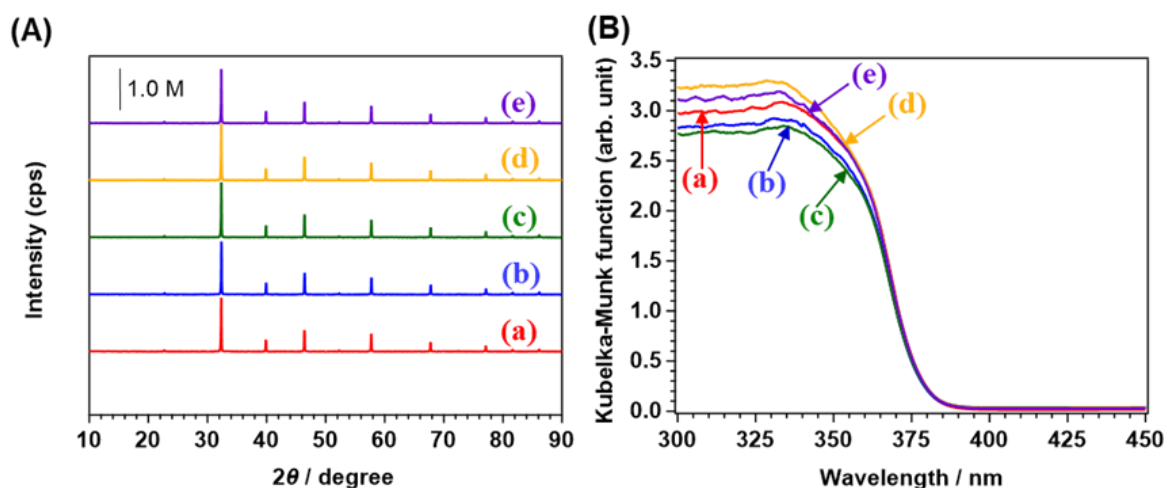 (A)
1.0 M
(e)
(d)
(c)
(b)
(a)
Intensity (cps)
10 20 30 40 50 60 70 80 90
2θ / degree
(B)
3.5
3.0
2.5
2.0
1.5
1.0
0.5
0.0
Kubelka-Munk function (arb. unit)
(e)
(d)
(a)
(b)
(c)
300 325 350 375 400 425 450
Wavelength / nm